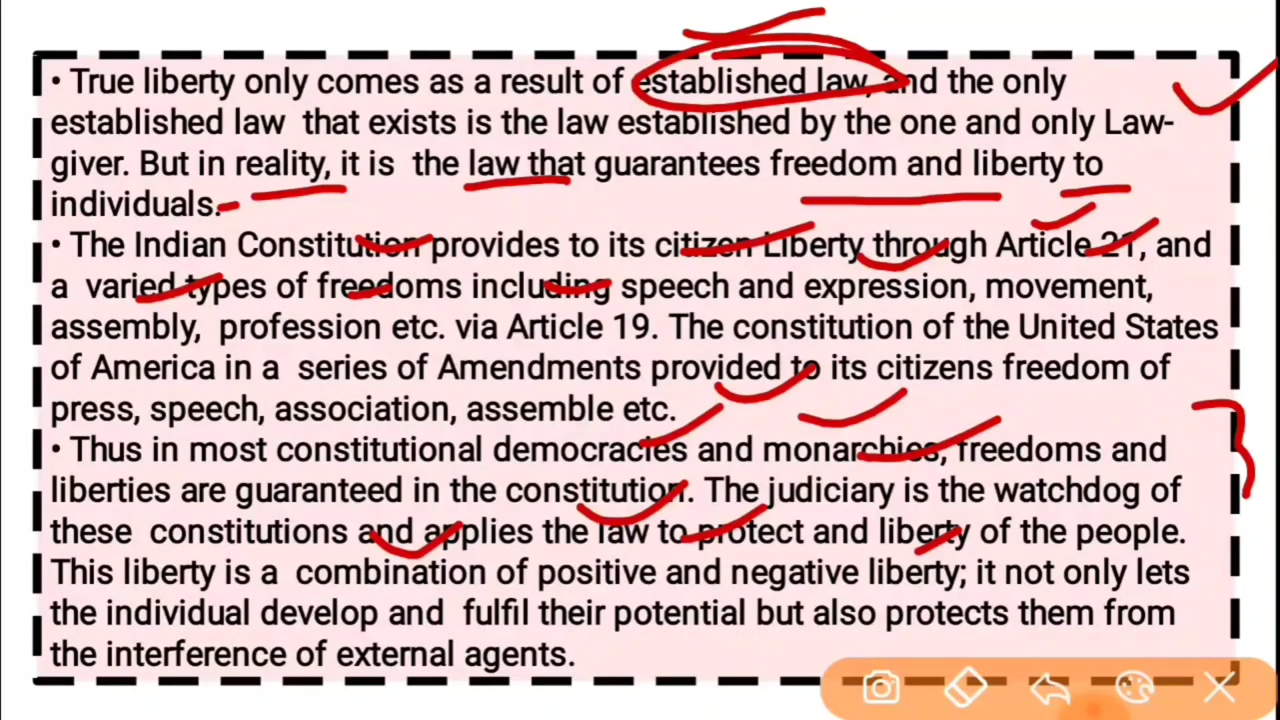 • True liberty only comes as a result of established law, and the only
established law that exists is the law established by the one and only Law-
giver. But in reality, it is the law that guarantees freedom and liberty to
individuals.
• The Indian Constitution provides to its citizen Liberty through Article 21, and
a varied types of freedoms including speech and expression, movement,
assembly, profession etc. via Article 19. The constitution of the United States
of America in a series of Amendments provided to its citizens freedom of
press, speech, association, assemble etc.
• Thus in most constitutional democracies and monarchies, freedoms and
liberties are guaranteed in the constitution. The judiciary is the watchdog of
these constitutions and applies the law to protect and liberty of the people.
This liberty is a combination of positive and negative liberty; it not only lets
the individual develop and fulfil their potential but also protects them from
the interference of external agents.